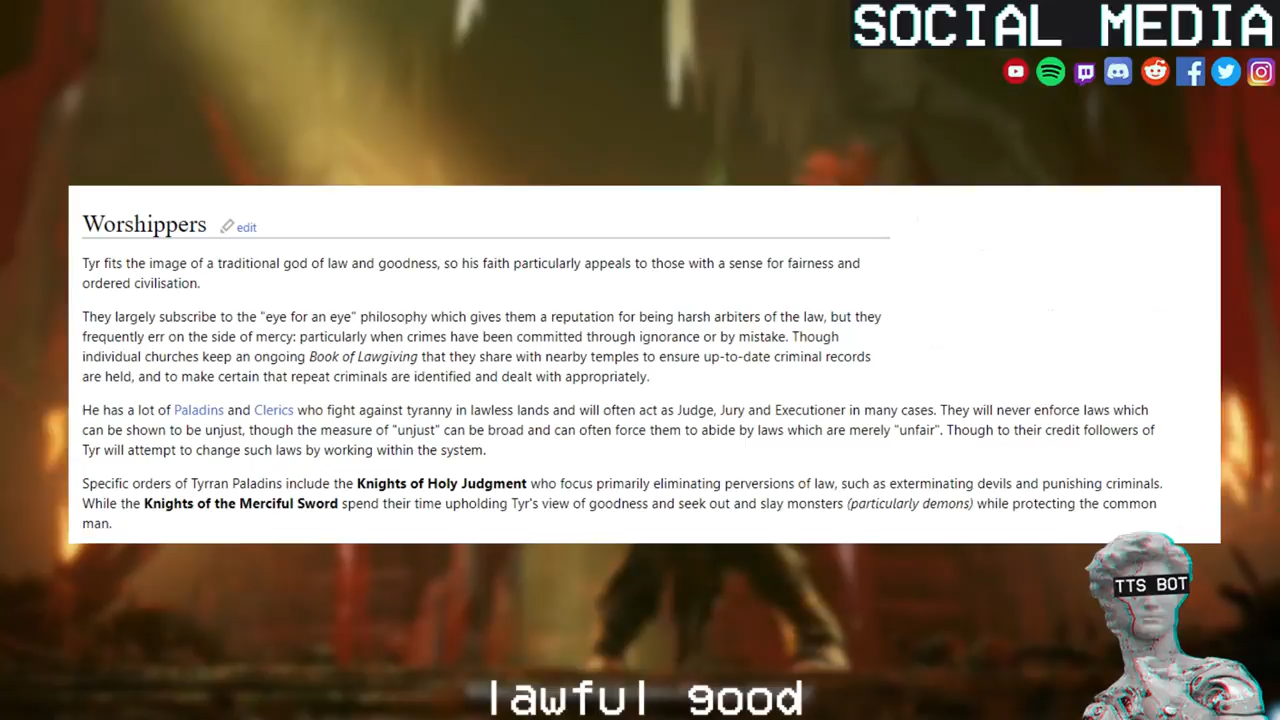 SOCIAL MEDIA
Worshippers edit
Tyr fits the image of a traditional god of law and goodness, so his faith particularly appeals to those with a sense for fairness and
ordered civilisation.
They largely subscribe to the "eye for an eye" philosophy which gives them a reputation for being harsh arbiters of the law, but they
frequently err on the side of mercy: particularly when crimes have been committed through ignorance or by mistake. Though
individual churches keep an ongoing Book of Lawgiving that they share with nearby temples to ensure up-to-date criminal records
are held, and to make certain that repeat criminals are identified and dealt with appropriately.
He has a lot of Paladins and Clerics who fight against tyranny in lawless lands and will often act as Judge, Jury and Executioner in many cases. They will never enforce laws which
can be shown to be unjust, though the measure of "unjust" can be broad and can often force them to abide by laws which are merely "unfair". Though to their credit followers of
Tyr will attempt to change such laws by working within the system.
Specific orders of Tyrran Paladins include the Knights of Holy Judgment who focus primarily eliminating perversions of law, such as exterminating devils and punishing criminals.
While the Knights of the Merciful Sword spend their time upholding Tyr's view of goodness and seek out and slay monsters (particularly demons) while protecting the common
man.
TTS BOT
lawful good